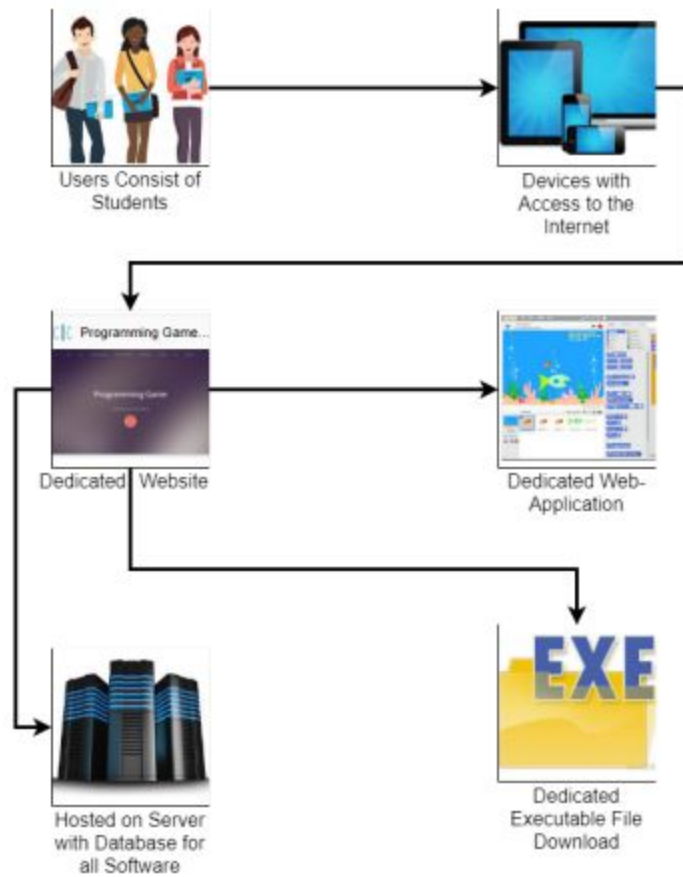 Users Consist of
Students
Devices with
Access to the
Internet
Programming Game...
Programming Game
Dedicated Website
Dedicated Web-
Application
EXE
Hosted on Server
with Database for
all Software
Dedicated
Executable File
Download